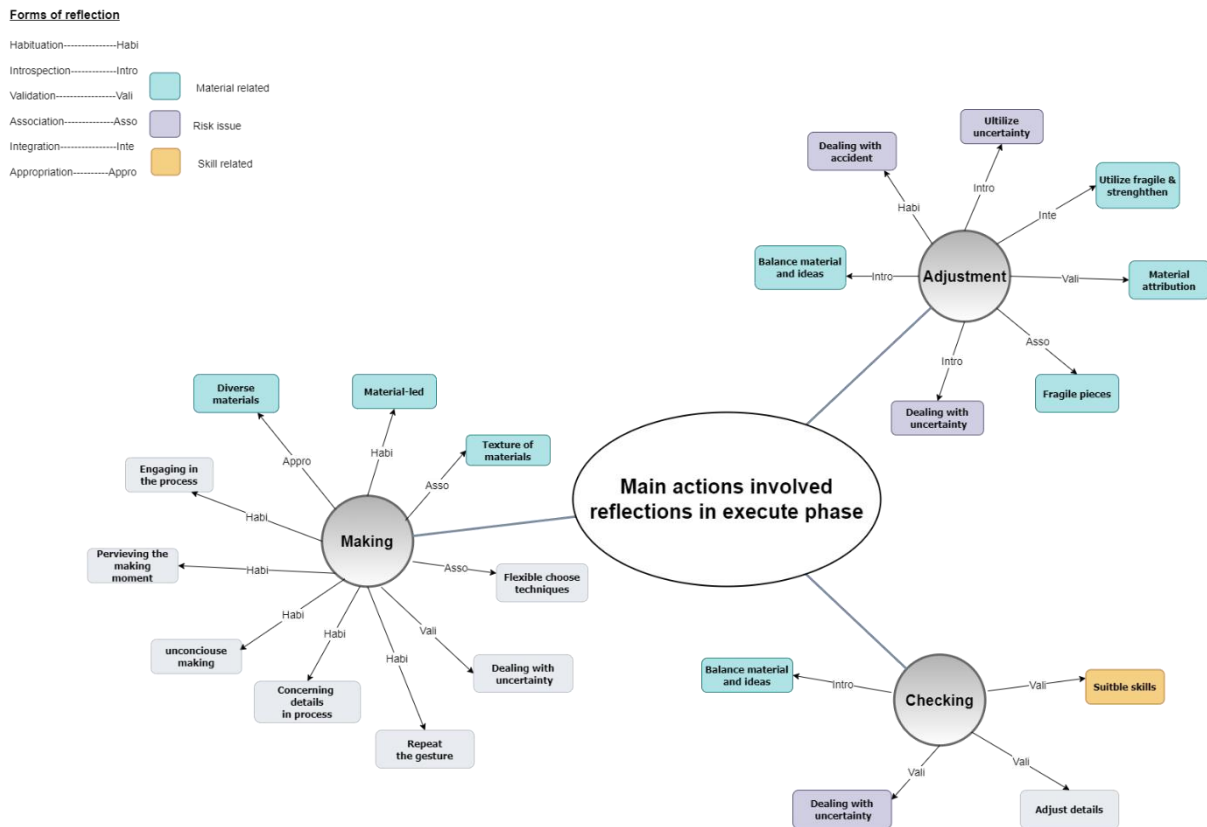 Forms of reflection
Habituation---------------Habi
Introspection-------------Intro
Validation-----------------Vali
Association--------------Asso
Integration----------------Inte
Appropriation----------Appro
Material related
Risk issue
Skill related
Ultilize
uncertainty
Dealing with
accident
Utilize fragile &
strenghthen
Habi
Intro
Inte
Balance material
and ideas
Intro
Adjustment
Vali
Material
attribution
Intro
Asso
Dealing with
uncertainty
Fragile pieces
Diverse
materials
Material-led
Texture of
materials
Appro
Habi
Asso
Engaging in
the process
Habi
Making
Pervieving the
making
moment
Habi
Asso
Flexible choose
techniques
Habi
unconciouse
making
Habi
Concerning
details
in process
Habi
Repeat
the gesture
Vali
Dealing with
uncertainty
Main actions involved
reflections in execute phase
Balance material
and ideas
Intro
Checking
Vali
Suitble skills
Vali
Dealing with
uncertainty
Vali
Adjust details